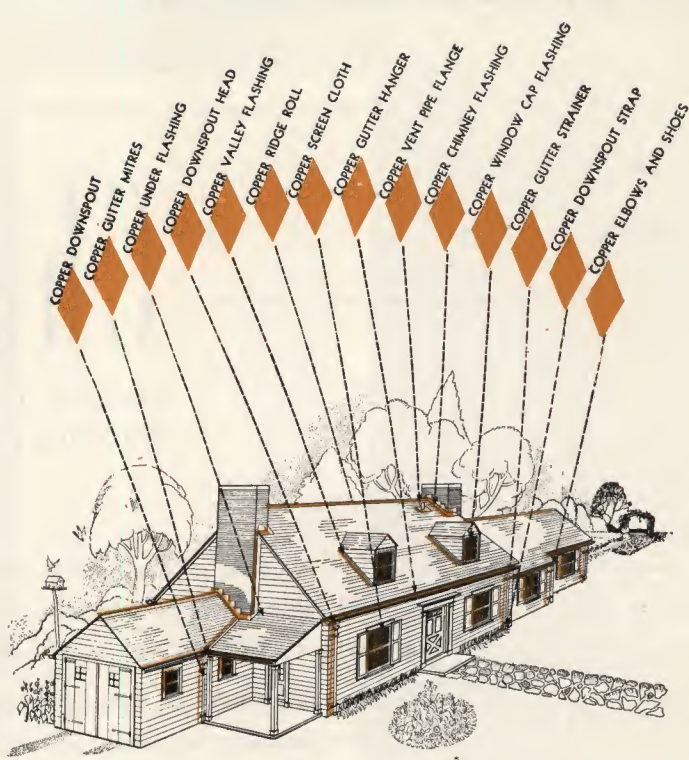 COPPER DOWNSPOUT
COPPER GUTTER MITRES
COPPER UNDER FLASHING
COPPER DOWNSPOUT HEAD
COPPER VALLEY FLASHING
COPPER RIDGE ROLL
COPPER SCREEN CLOTH
COPPER GUTTER HANGER
COPPER VENT PIPE FLANGE
COPPER CHIMNEY FLASHING
COPPER WINDOW CAP FLASHING
COPPER GUTTER STRAINER
COPPER DOWNSPOUT STRAP
COPPER ELBOWS AND SHOES